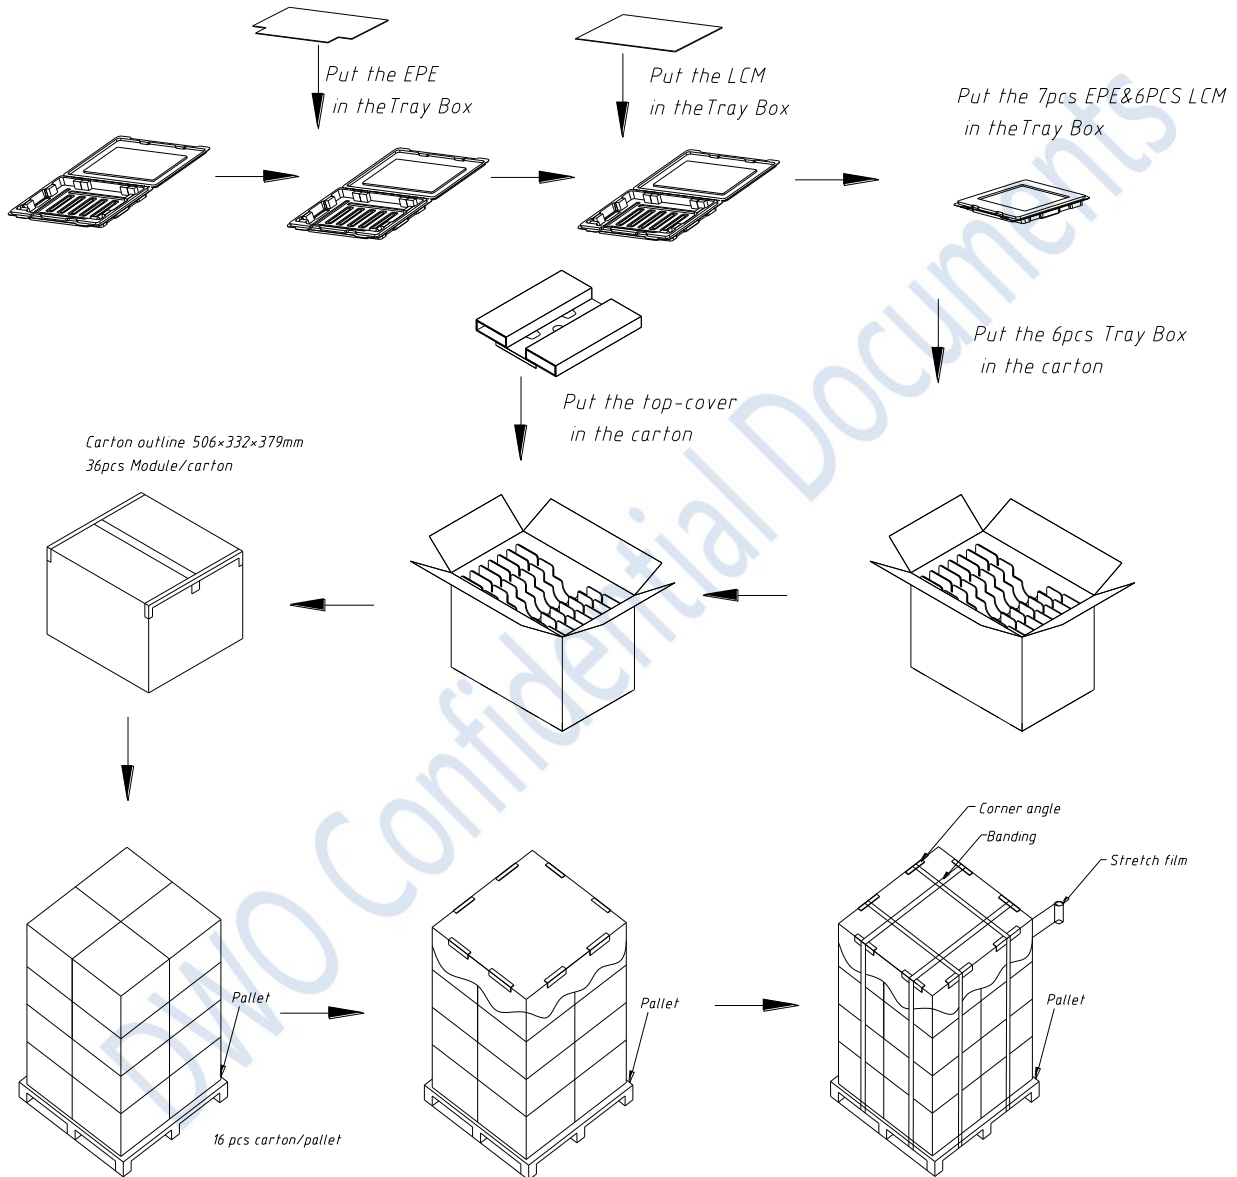 Put the EPE
in theTray Box
Put the LCM
in theTray Box
Put the 7pcs EPE&6PCS LCM
in theTray Box
Put the 6pcs Tray Box
in the carton
Put the top-cover
in the carton
Carton outline 506×332×379mm
36pcs Module/carton
Corner angle
Banding
Stretch film
Pallet
Pallet
Pallet
16 pcs carton/pallet
DWO Confidential Documents